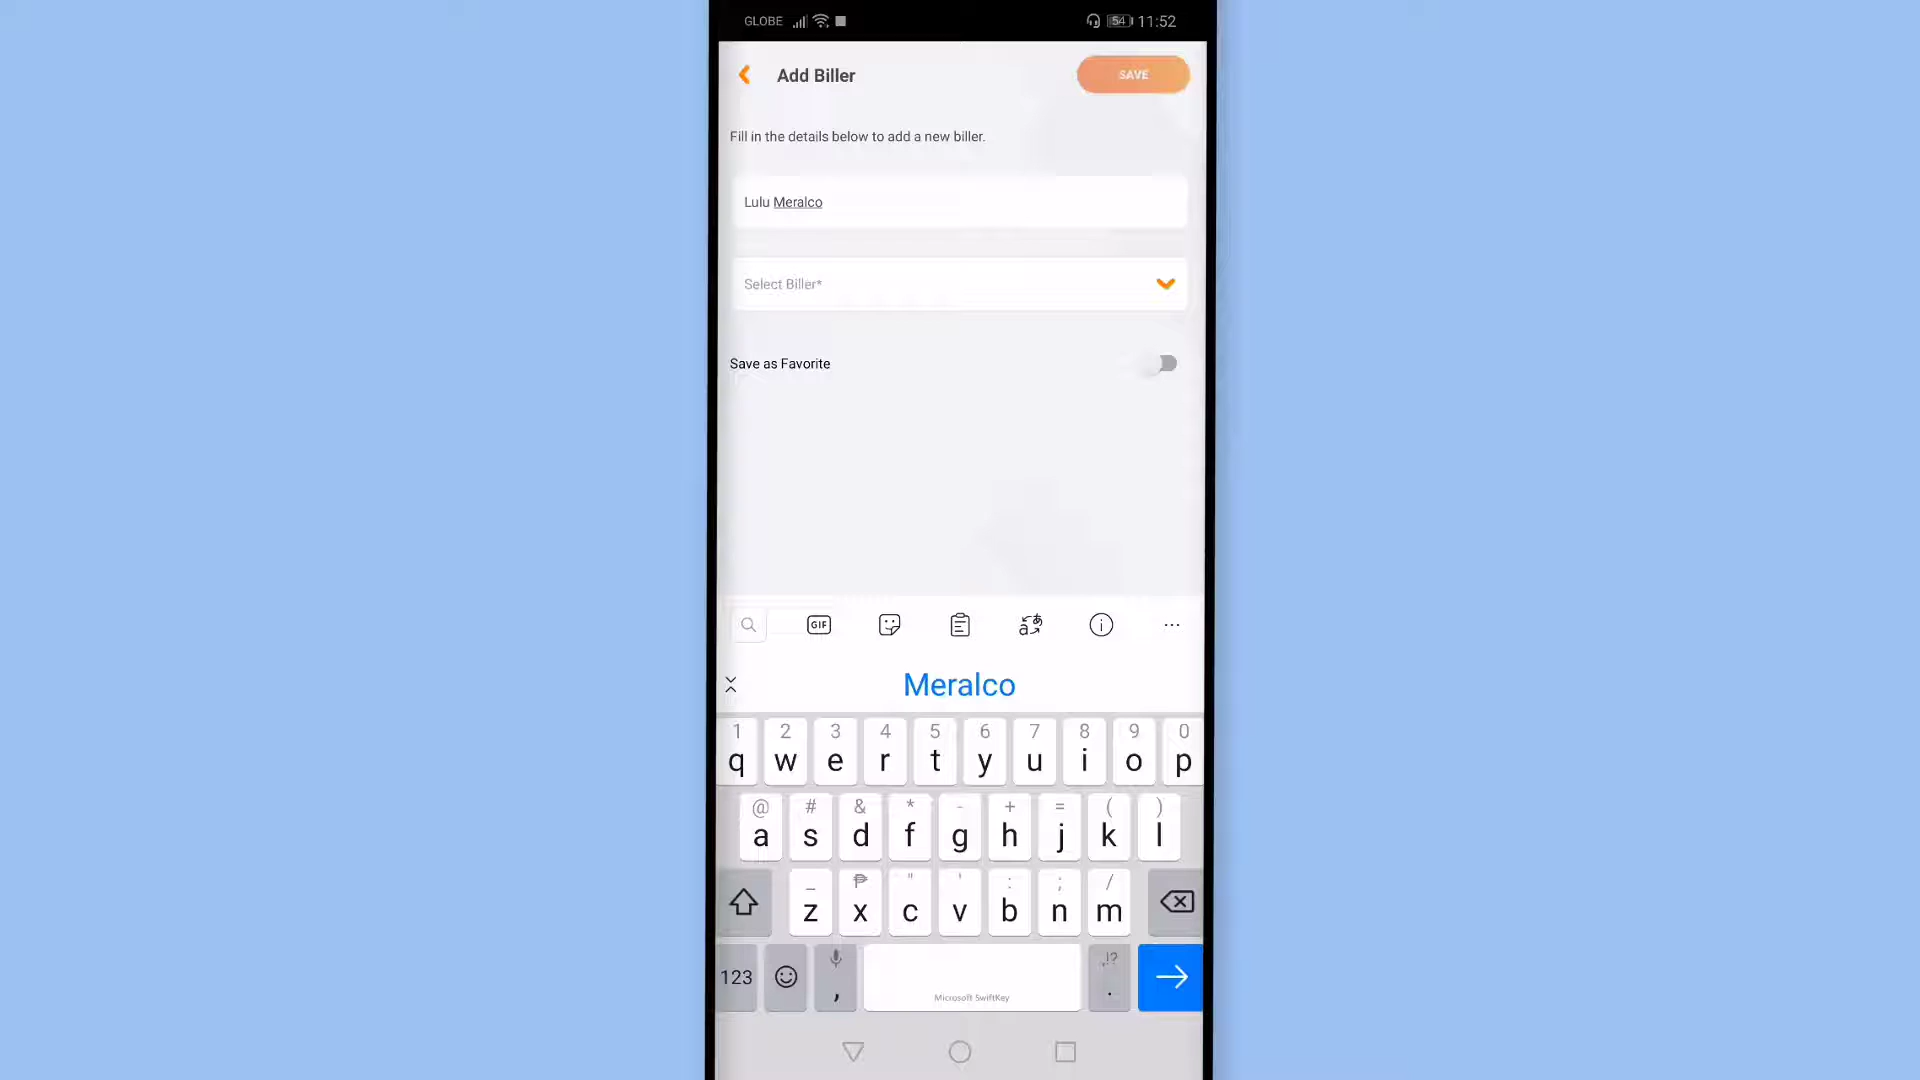 GLOBE 54 11:52
Add Biller SAVE
Fill in the details below to add a new biller.
Lulu Meralco
Select Biller*
Save as Favorite
GIF
Meralco
1 2 3 4 5 6 7 8 9 0
q w e r t y u i o p
@ # & * - + = ( )
a s d f g h j k l
_ ₱ " ' : ; /
z x c v b n m
,!?
123 , .
Microsoft SwiftKey